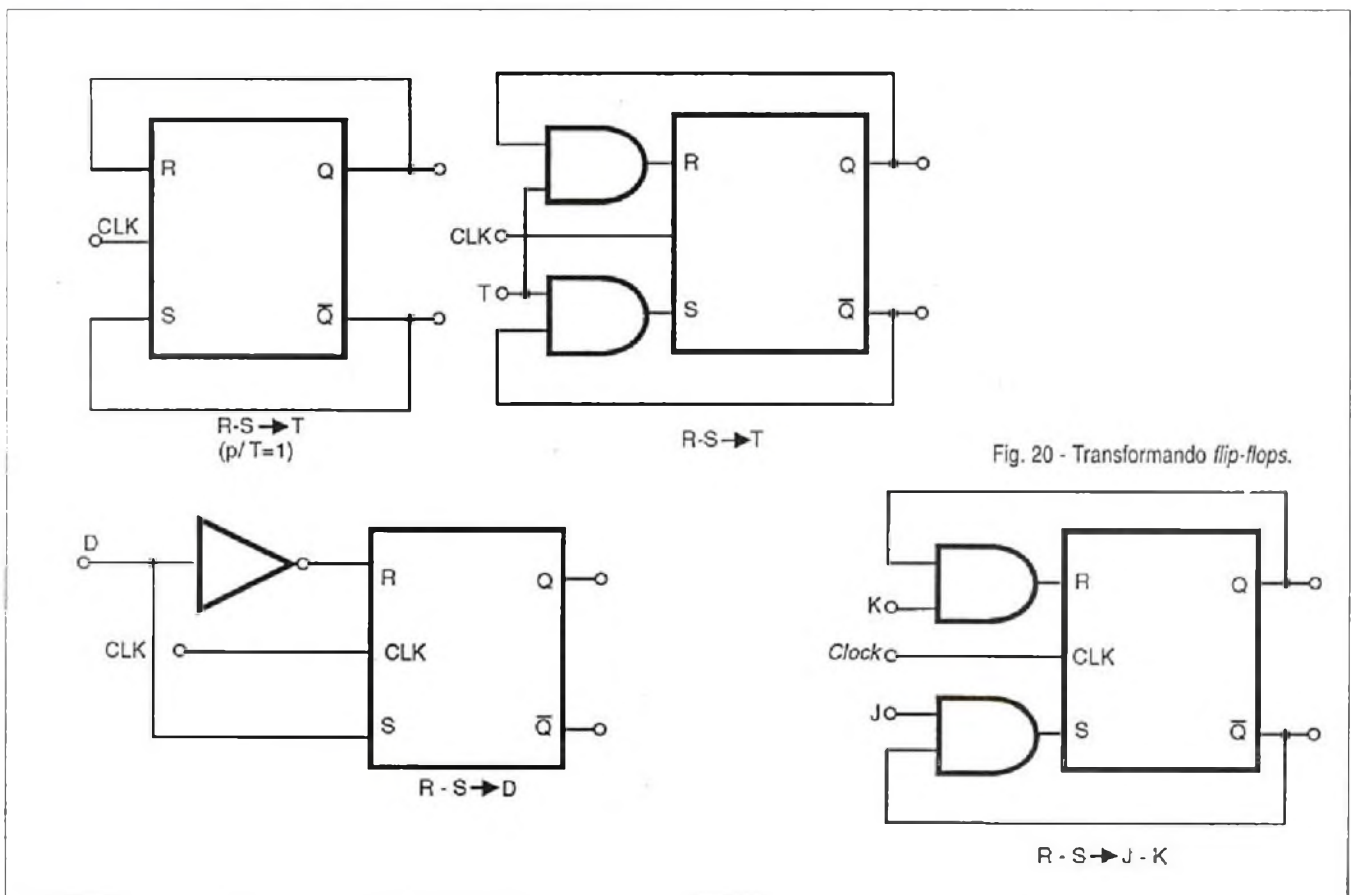 R
Q
CLK
S
Q̅
R-S→T
(p/ T=1)
R
Q
CLK
T
S
Q̅
R-S→T
Fig. 20 - Transformando flip-flops.
D
R
Q
CLK
CLK
S
Q̅
R - S→D
R
Q
K
Clock
CLK
J
S
Q̅
R - S→J - K